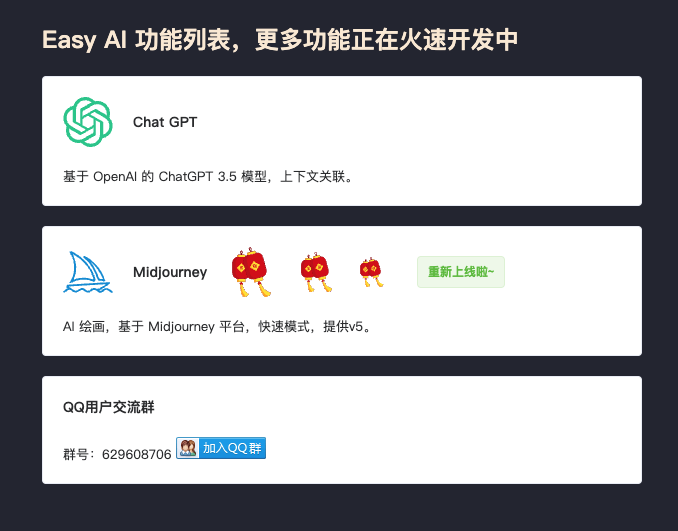 Easy AI 功能列表，更多功能正在火速开发中
Chat GPT
基于 OpenAI 的 ChatGPT 3.5 模型，上下文关联。
Midjourney
重新上线啦~
AI 绘画，基于 Midjourney 平台，快速模式，提供v5。
QQ用户交流群
群号：629608706 加入QQ群